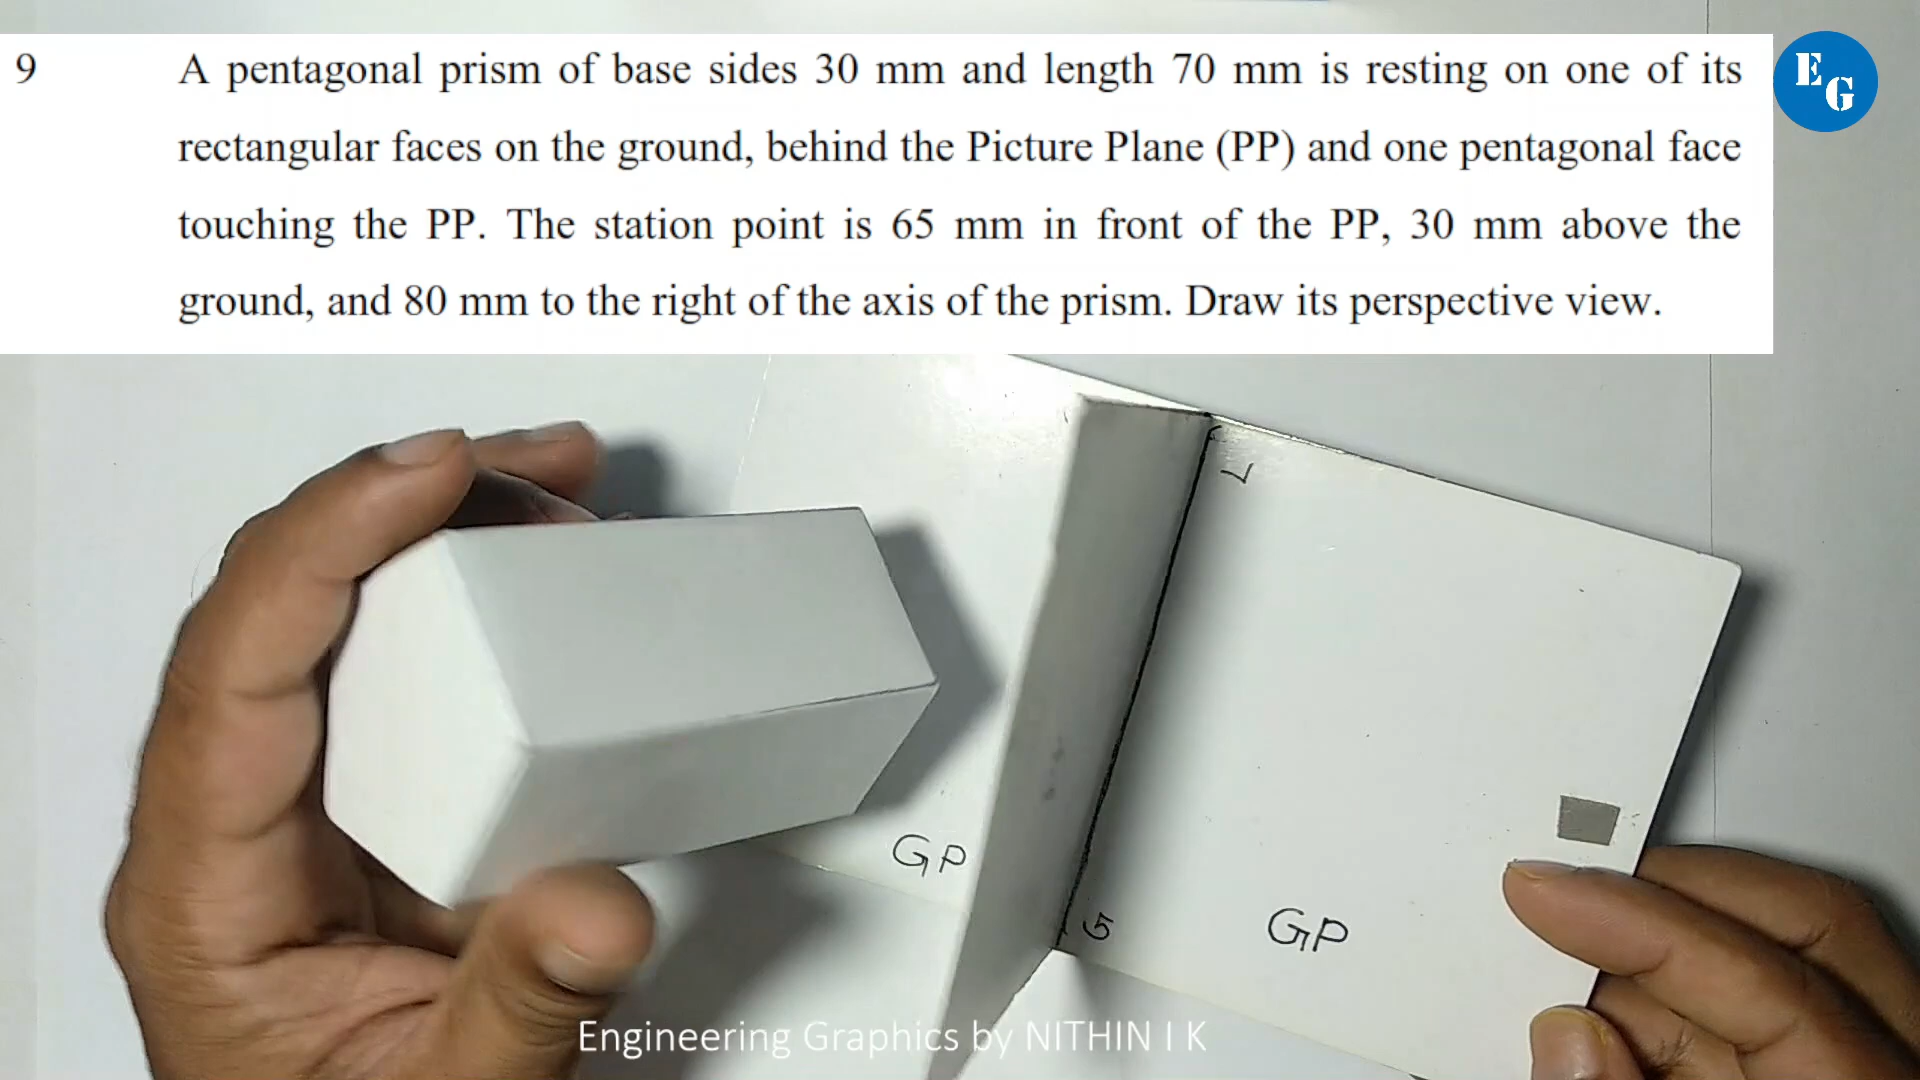 9 A pentagonal prism of base sides 30 mm and length 70 mm is resting on one of its
rectangular faces on the ground, behind the Picture Plane (PP) and one pentagonal face
touching the PP. The station point is 65 mm in front of the PP, 30 mm above the
ground, and 80 mm to the right of the axis of the prism. Draw its perspective view.
EG
L
GP
G
GP
Engineering Graphics by NITHIN I K